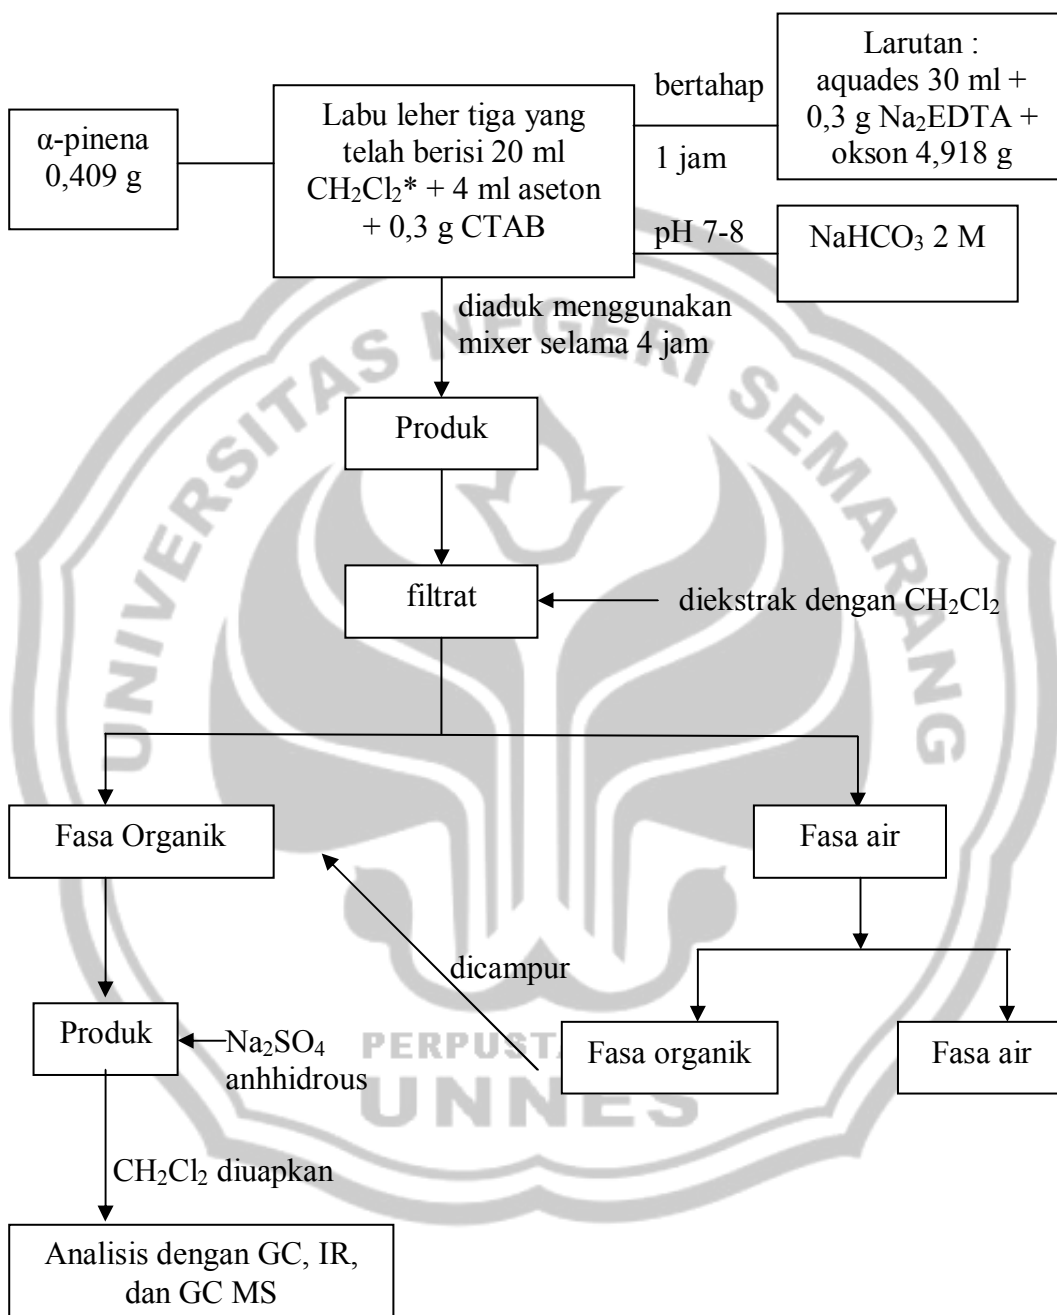 Larutan :
aquades 30 ml +
0,3 g Na₂EDTA +
okson 4,918 g
bertahap
1 jam
Labu leher tiga yang
telah berisi 20 ml
CH₂Cl₂* + 4 ml aseton
+ 0,3 g CTAB
α-pinena
0,409 g
pH 7-8
NaHCO₃ 2 M
diaduk menggunakan
mixer selama 4 jam
Produk
filtrat
diekstrak dengan CH₂Cl₂
Fasa Organik
Fasa air
dicampur
Fasa organik
Fasa air
Produk
Na₂SO₄
anhhidrous
CH₂Cl₂ diuapkan
Analisis dengan GC, IR,
dan GC MS
UNIVERSITAS NEGERI SEMARANG
UNNES